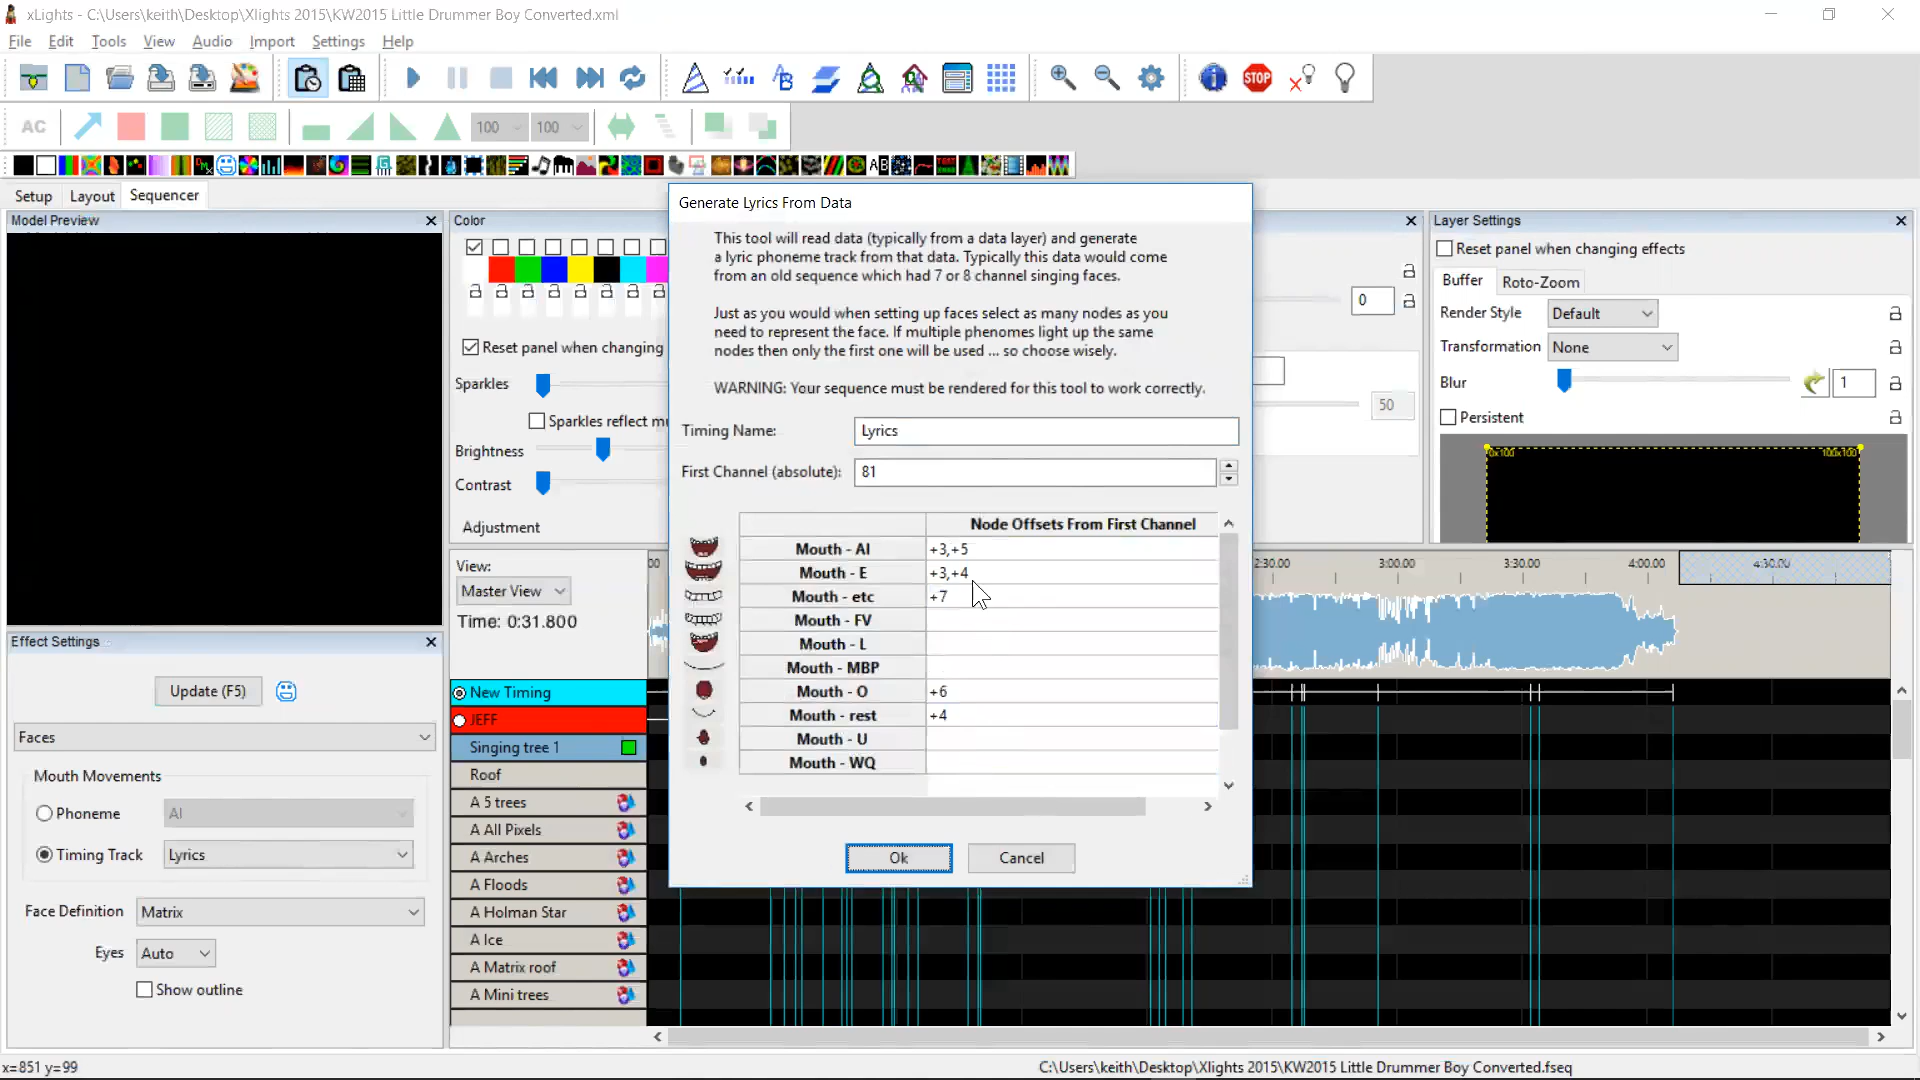 xLights - C:\Users\keith\Desktop\Xlights 2015\KW2015 Little Drummer Boy Converted.xml
File Edit Tools View Audio Import Settings Help
AC 100 100
Setup Layout Sequencer
Model Preview
Color
Reset panel when changing
Sparkles
Sparkles reflect mu
Brightness
Contrast
Adjustment
Generate Lyrics From Data
This tool will read data (typically from a data layer) and generate
a lyric phoneme track from that data. Typically this data would come
from an old sequence which had 7 or 8 channel singing faces.
Just as you would when setting up faces select as many nodes as you
need to represent the face. If multiple phenomes light up the same
nodes then only the first one will be used ... so choose wisely.
WARNING: Your sequence must be rendered for this tool to work correctly.
Timing Name: Lyrics
First Channel (absolute): 81
Node Offsets From First Channel
Mouth - AI +3,+5
Mouth - E +3,+4
Mouth - etc +7
Mouth - FV
Mouth - L
Mouth - MBP
Mouth - O +6
Mouth - rest +4
Mouth - U
Mouth - WQ
Ok Cancel
0
50
Layer Settings
Reset panel when changing effects
Buffer Roto-Zoom
Render Style Default
Transformation None
Blur 1
Persistent
0x100 100x100
View:
Master View
Time: 0:31.800
00 2:30.00 3:00.00 3:30.00 4:00.00 4:30.00
Effect Settings
Update (F5)
Faces
Mouth Movements
Phoneme AI
Timing Track Lyrics
Face Definition Matrix
Eyes Auto
Show outline
New Timing
JEFF
Singing tree 1
Roof
A 5 trees
A All Pixels
A Arches
A Floods
A Holman Star
A Ice
A Matrix roof
A Mini trees
x=851 y=99
C:\Users\keith\Desktop\Xlights 2015\KW2015 Little Drummer Boy Converted.fseq